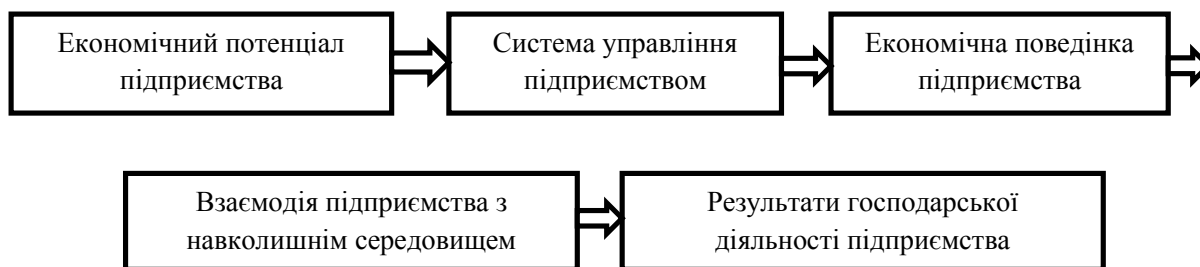 Економічний потенціал
підприємства
Система управління
підприємством
Економічна поведінка
підприємства
Взаємодія підприємства з
навколишнім середовищем
Результати господарської
діяльності підприємства